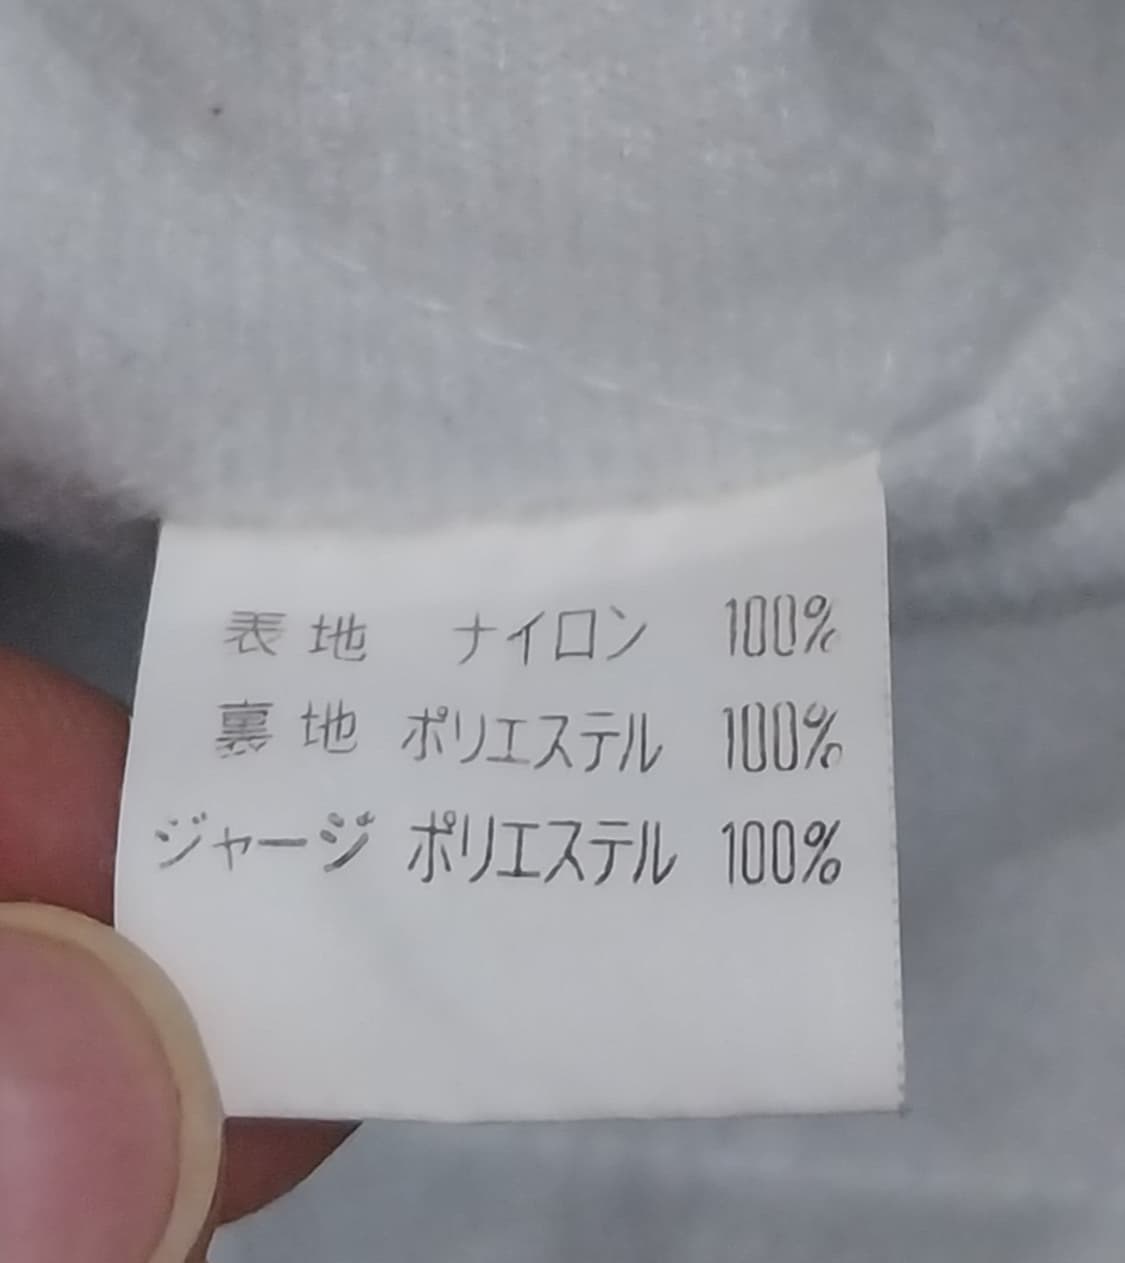 表地 ナイロン 100%
裏地 ポリエステル 100%
ジャージ ポリエステル 100%